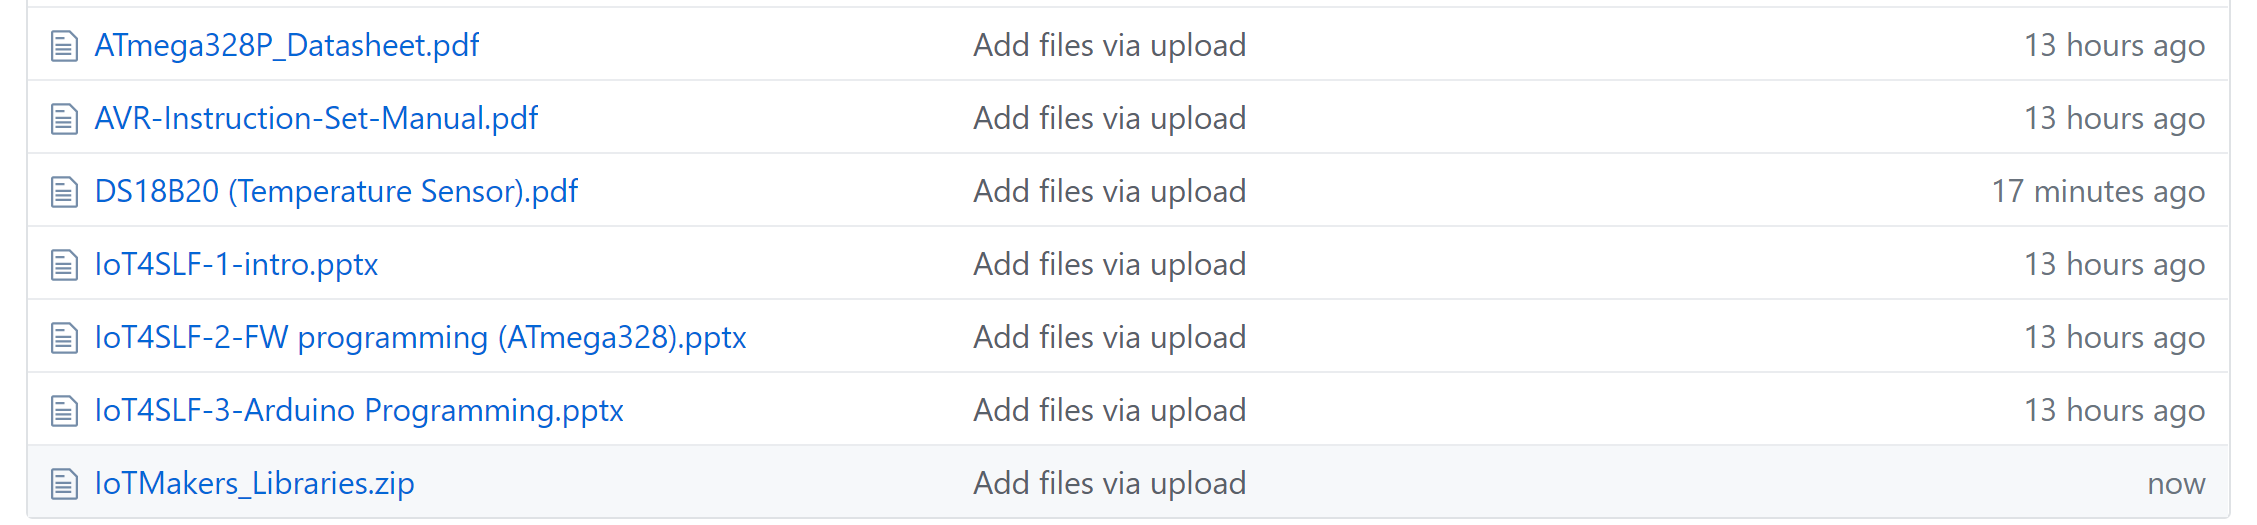 ATmega328P_Datasheet.pdf Add files via upload 13 hours ago
AVR-Instruction-Set-Manual.pdf Add files via upload 13 hours ago
DS18B20 (Temperature Sensor).pdf Add files via upload 17 minutes ago
IoT4SLF-1-intro.pptx Add files via upload 13 hours ago
IoT4SLF-2-FW programming (ATmega328).pptx Add files via upload 13 hours ago
IoT4SLF-3-Arduino Programming.pptx Add files via upload 13 hours ago
IoTMakers_Libraries.zip Add files via upload now